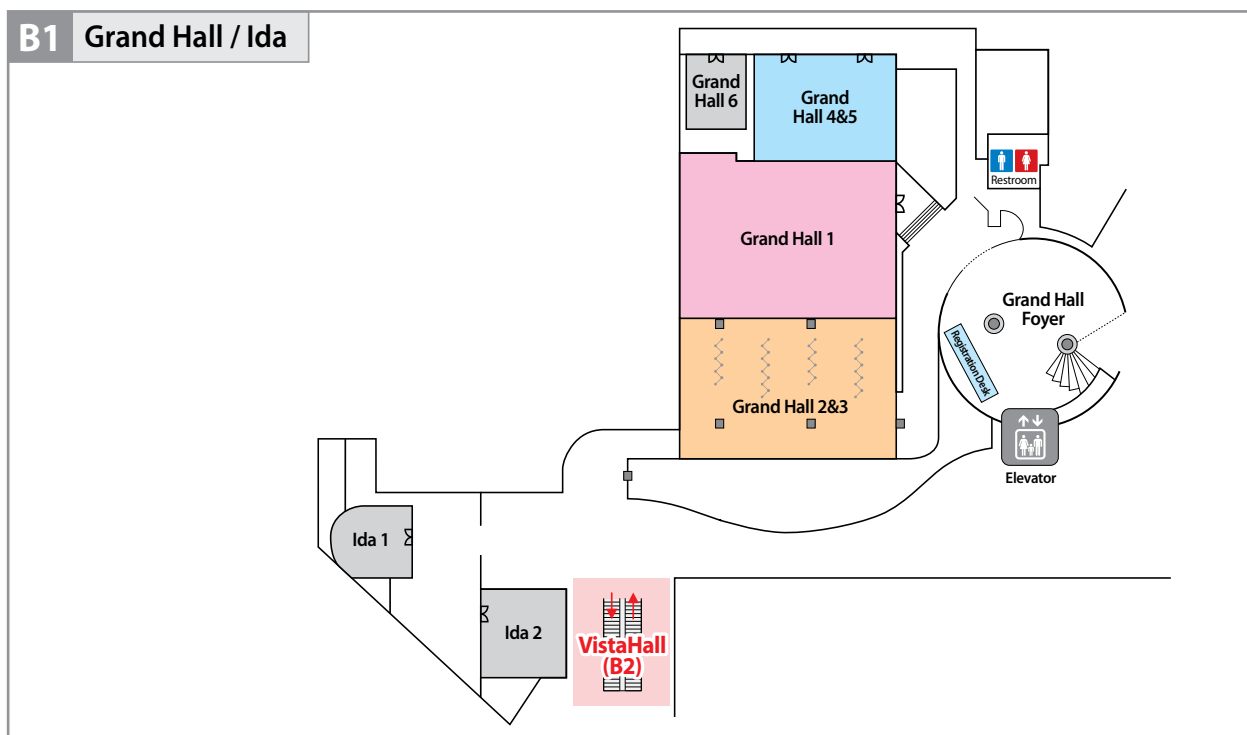 B1 Grand Hall / Ida
Grand
Hall 6
Grand
Hall 4&5
Restroom
Grand Hall 1
Grand Hall
Foyer
Registration Desk
Grand Hall 2&3
Elevator
Ida 1
Ida 2
VistaHall
(B2)